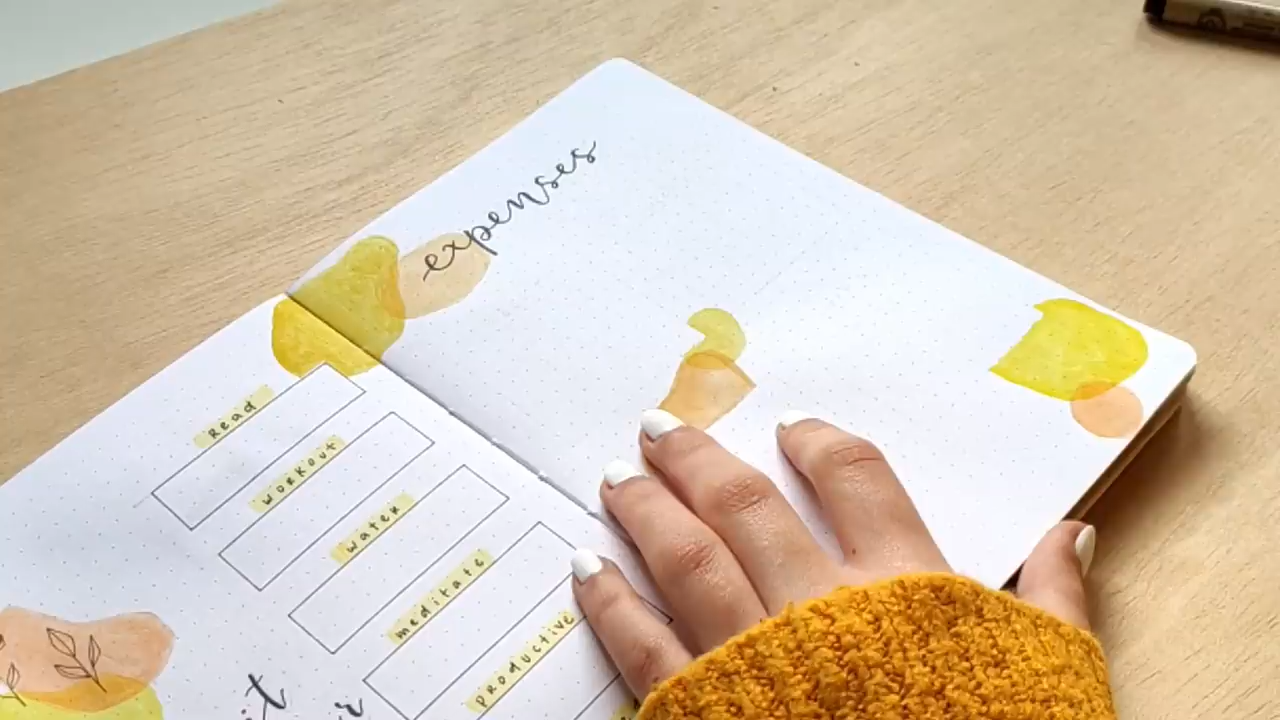 expenses
Read
workout
water
meditate
productive